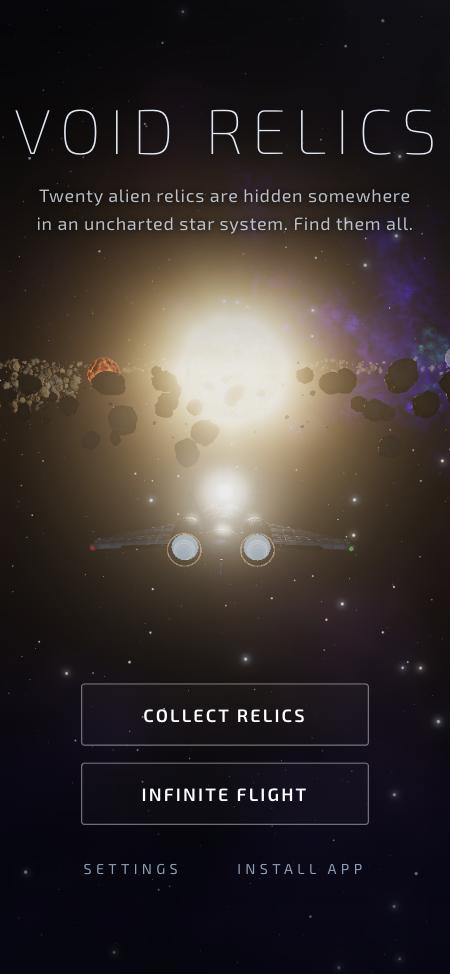 VOID RELICS
Twenty alien relics are hidden somewhere
in an uncharted star system. Find them all.
COLLECT RELICS
INFINITE FLIGHT
SETTINGS
INSTALL APP